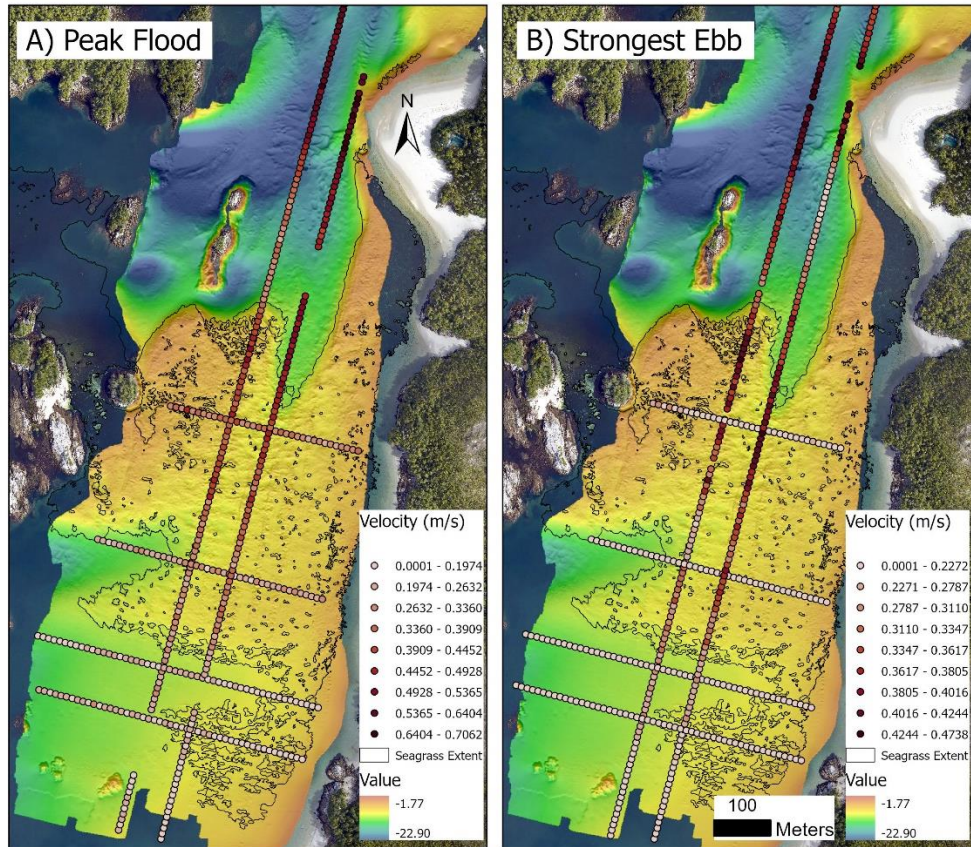 A) Peak Flood
N
Velocity (m/s)
0.0001 - 0.1974
0.1974 - 0.2632
0.2632 - 0.3360
0.3360 - 0.3909
0.3909 - 0.4452
0.4452 - 0.4928
0.4928 - 0.5365
0.5365 - 0.6404
0.6404 - 0.7062
Seagrass Extent
Value
-1.77
-22.90
B) Strongest Ebb
Velocity (m/s)
0.0001 - 0.2272
0.2271 - 0.2787
0.2787 - 0.3110
0.3110 - 0.3347
0.3347 - 0.3617
0.3617 - 0.3805
0.3805 - 0.4016
0.4016 - 0.4244
0.4244 - 0.4738
Seagrass Extent
Value
-1.77
-22.90
100
Meters